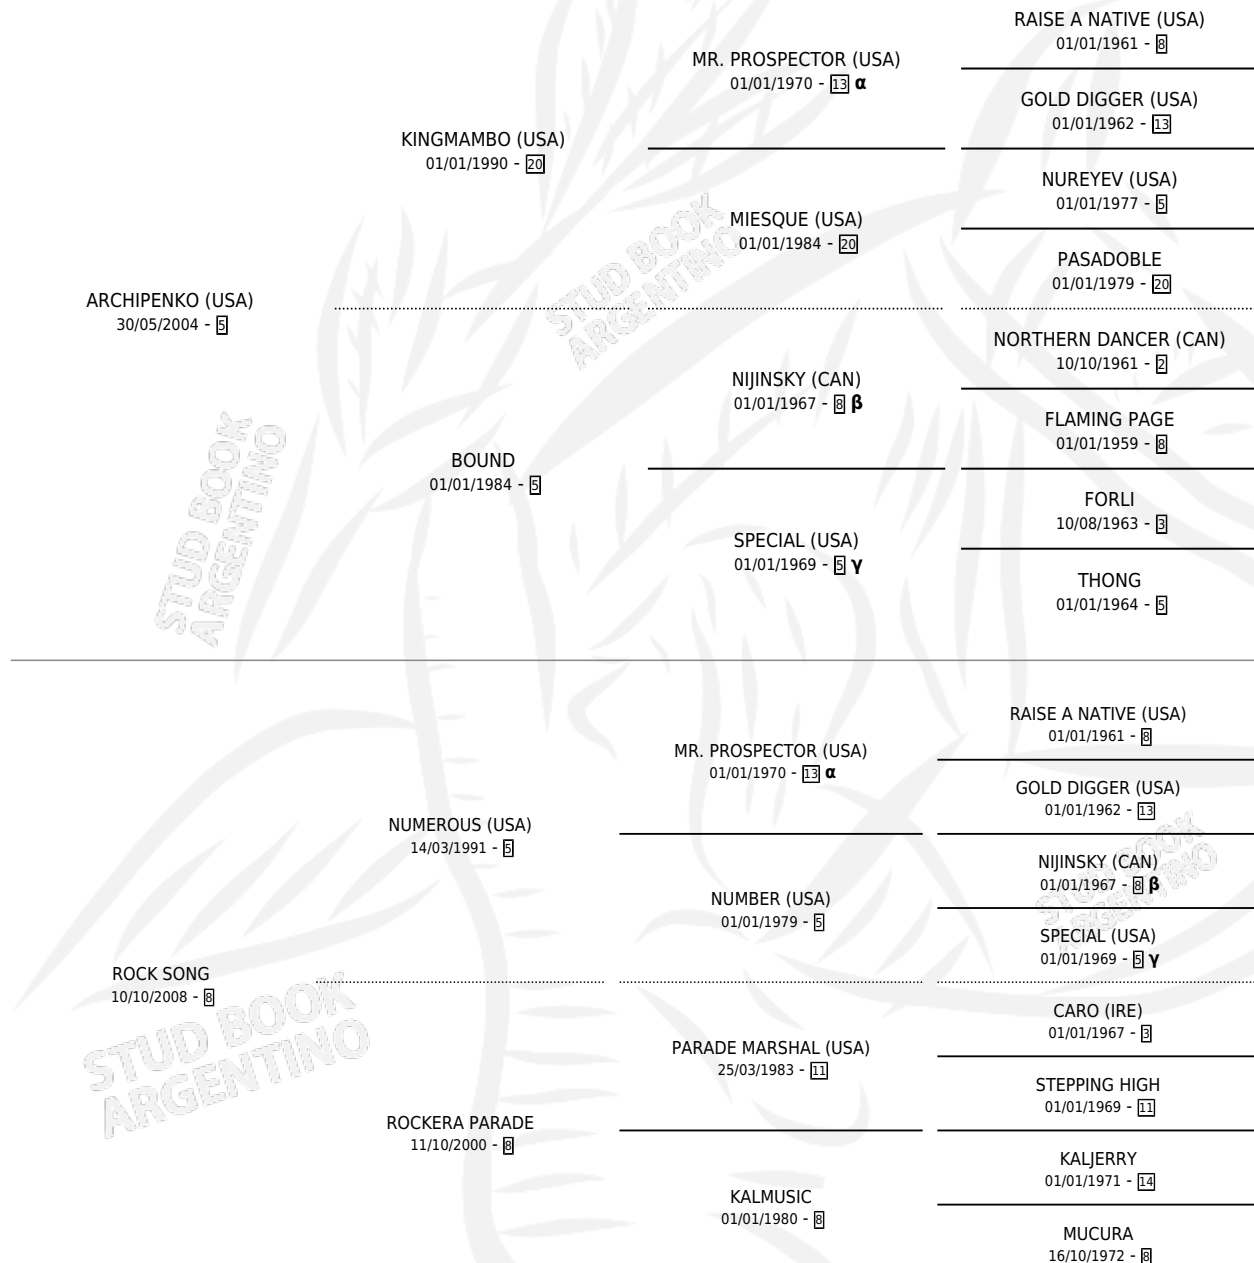 RAISE A NATIVE (USA)
01/01/1961 - 8
MR. PROSPECTOR (USA)
01/01/1970 - 13 α
GOLD DIGGER (USA)
01/01/1962 - 13
KINGMAMBO (USA)
01/01/1990 - 20
NUREYEV (USA)
01/01/1977 - 5
MIESQUE (USA)
01/01/1984 - 20
PASADOBLE
01/01/1979 - 20
ARCHIPENKO (USA)
30/05/2004 - 5
STUD BOOK
ARGENTINO
NORTHERN DANCER (CAN)
10/10/1961 - 2
NIJINSKY (CAN)
01/01/1967 - 8 β
FLAMING PAGE
01/01/1959 - 8
BOUND
01/01/1984 - 5
FORLI
10/08/1963 - 3
SPECIAL (USA)
01/01/1969 - 5 γ
THONG
01/01/1964 - 5
STUD BOOK
ARGENTINO
RAISE A NATIVE (USA)
01/01/1961 - 8
MR. PROSPECTOR (USA)
01/01/1970 - 13 α
GOLD DIGGER (USA)
01/01/1962 - 13
NUMEROUS (USA)
14/03/1991 - 5
NIJINSKY (CAN)
01/01/1967 - 8 β
STUD BOOK
ARGENTINO
NUMBER (USA)
01/01/1979 - 5
SPECIAL (USA)
01/01/1969 - 5 γ
ROCK SONG
10/10/2008 - 8
STUD BOOK
ARGENTINO
CARO (IRE)
01/01/1967 - 3
PARADE MARSHAL (USA)
25/03/1983 - 11
STEPPING HIGH
01/01/1969 - 11
ROCKERA PARADE
11/10/2000 - 8
KALJERRY
01/01/1971 - 14
KALMUSIC
01/01/1980 - 8
MUCURA
16/10/1972 - 8